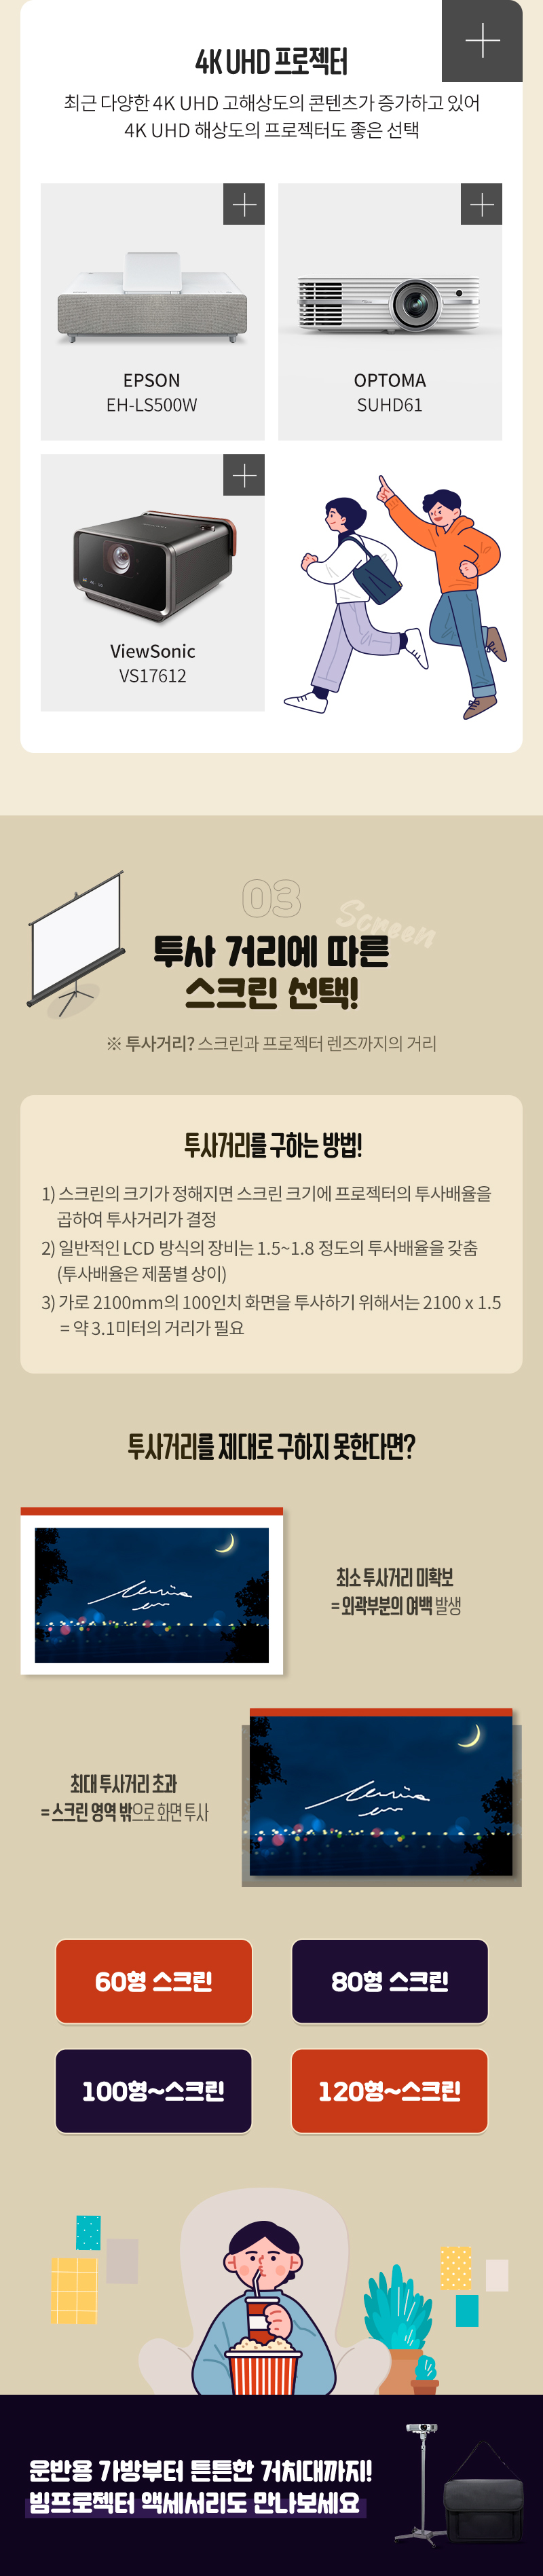 4K UHD 프로젝터
최근 다양한 4K UHD 고해상도의 콘텐츠가 증가하고 있어
4K UHD 해상도의 프로젝터도 좋은 선택
EPSON
EH-LS500W
OPTOMA
SUHD61
ViewSonic
VS17612
03
Screen
투사 거리에 따른
스크린 선택!
※ 투사거리? 스크린과 프로젝터 렌즈까지의 거리
투사거리를 구하는 방법!
1) 스크린의 크기가 정해지면 스크린 크기에 프로젝터의 투사배율을
곱하여 투사거리가 결정
2) 일반적인 LCD 방식의 장비는 1.5~1.8 정도의 투사배율을 갖춤
(투사배율은 제품별 상이)
3) 가로 2100mm의 100인치 화면을 투사하기 위해서는 2100 x 1.5
= 약 3.1미터의 거리가 필요
투사거리를 제대로 구하지 못한다면?
최소 투사거리 미확보
= 외곽부분의 여백 발생
최대 투사거리 초과
= 스크린 영역 밖으로 화면 투사
60형 스크린
80형 스크린
100형~스크린
120형~스크린
운반용 가방부터 튼튼한 거치대까지!
빔프로젝터 액세서리도 만나보세요